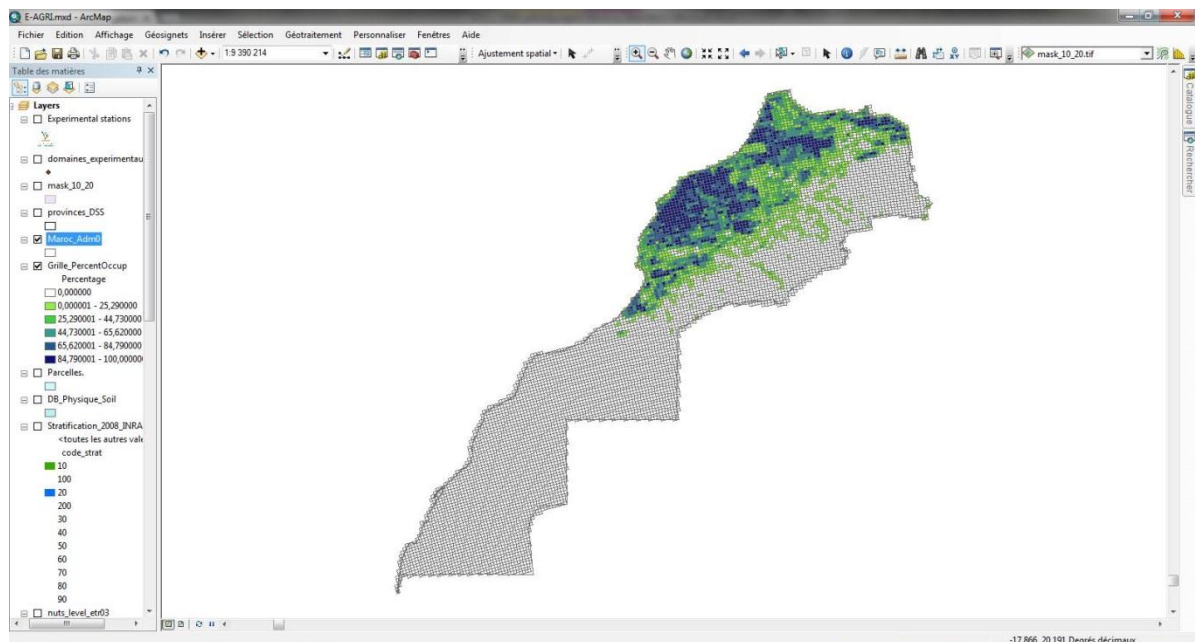 E-AGRI.mxd - ArcMap
Fichier Edition Affichage Géosignets Insérer Sélection Géotraitement Personnaliser Fenêtres Aide
1:9 390 214
Ajustement spatial
mask_10_20.tif
Table des matières
Layers
Experimental stations
domaines_experimentau
mask_10_20
provinces_DSS
Maroc_Adm0
Grille_PercentOccup
Percentage
0,000000
0,000001 - 25,290000
25,290001 - 44,730000
44,730001 - 65,620000
65,620001 - 84,790000
84,790001 - 100,00000
Parcelles.
DB_Physique_Soil
Stratification_2008_INRA
<toutes les autres vale
code_strat
10
100
20
200
30
40
50
60
70
80
90
nuts_level_etr03
Catalogue
Rechercher
-17,866 20,191 Degrés décimaux